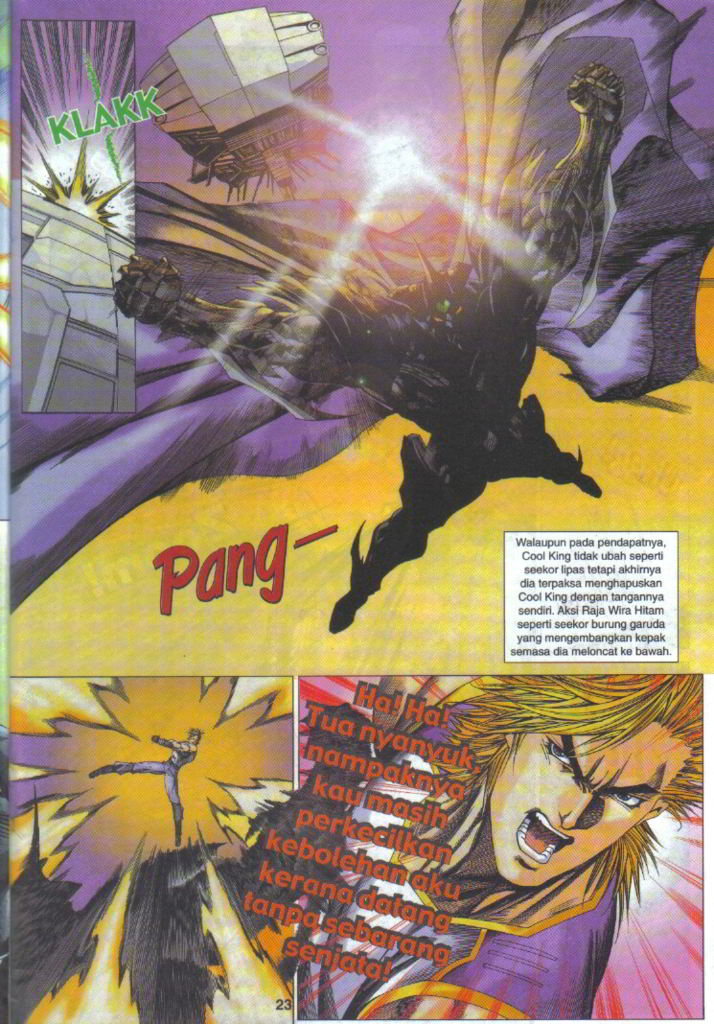 KLAKK
Pang—
Walaupun pada pendapatnya,
Cool King tidak ubah seperti
seekor lipas tetapi akhirnya
dia terpaksa menghapuskan
Cool King dengan tangannya
sendiri. Aksi Raja Wira Hitam
seperti seekor burung garuda
yang mengembangkan kepak
semasa dia meloncat ke bawah.
Ha! Ha!
Tua nyanyuk
nampaknya
kau masih
perkecilkan
kebolehan aku
kerana datang
tanpa sebarang
senjata!
23